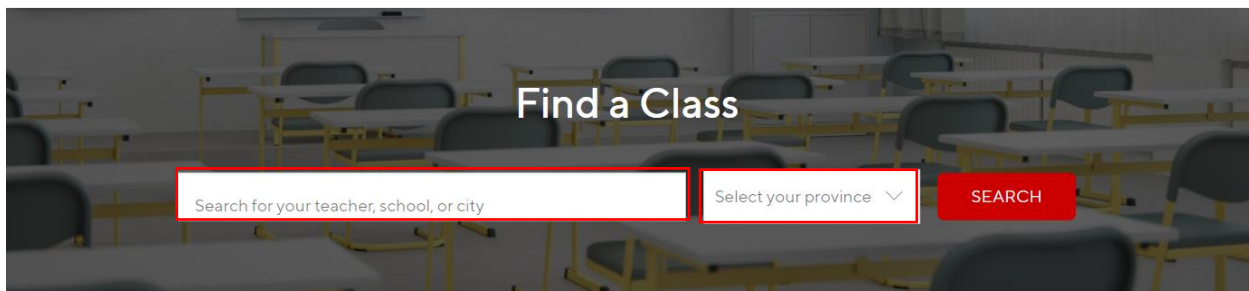 Find a Class
Search for your teacher, school, or city
Select your province
SEARCH